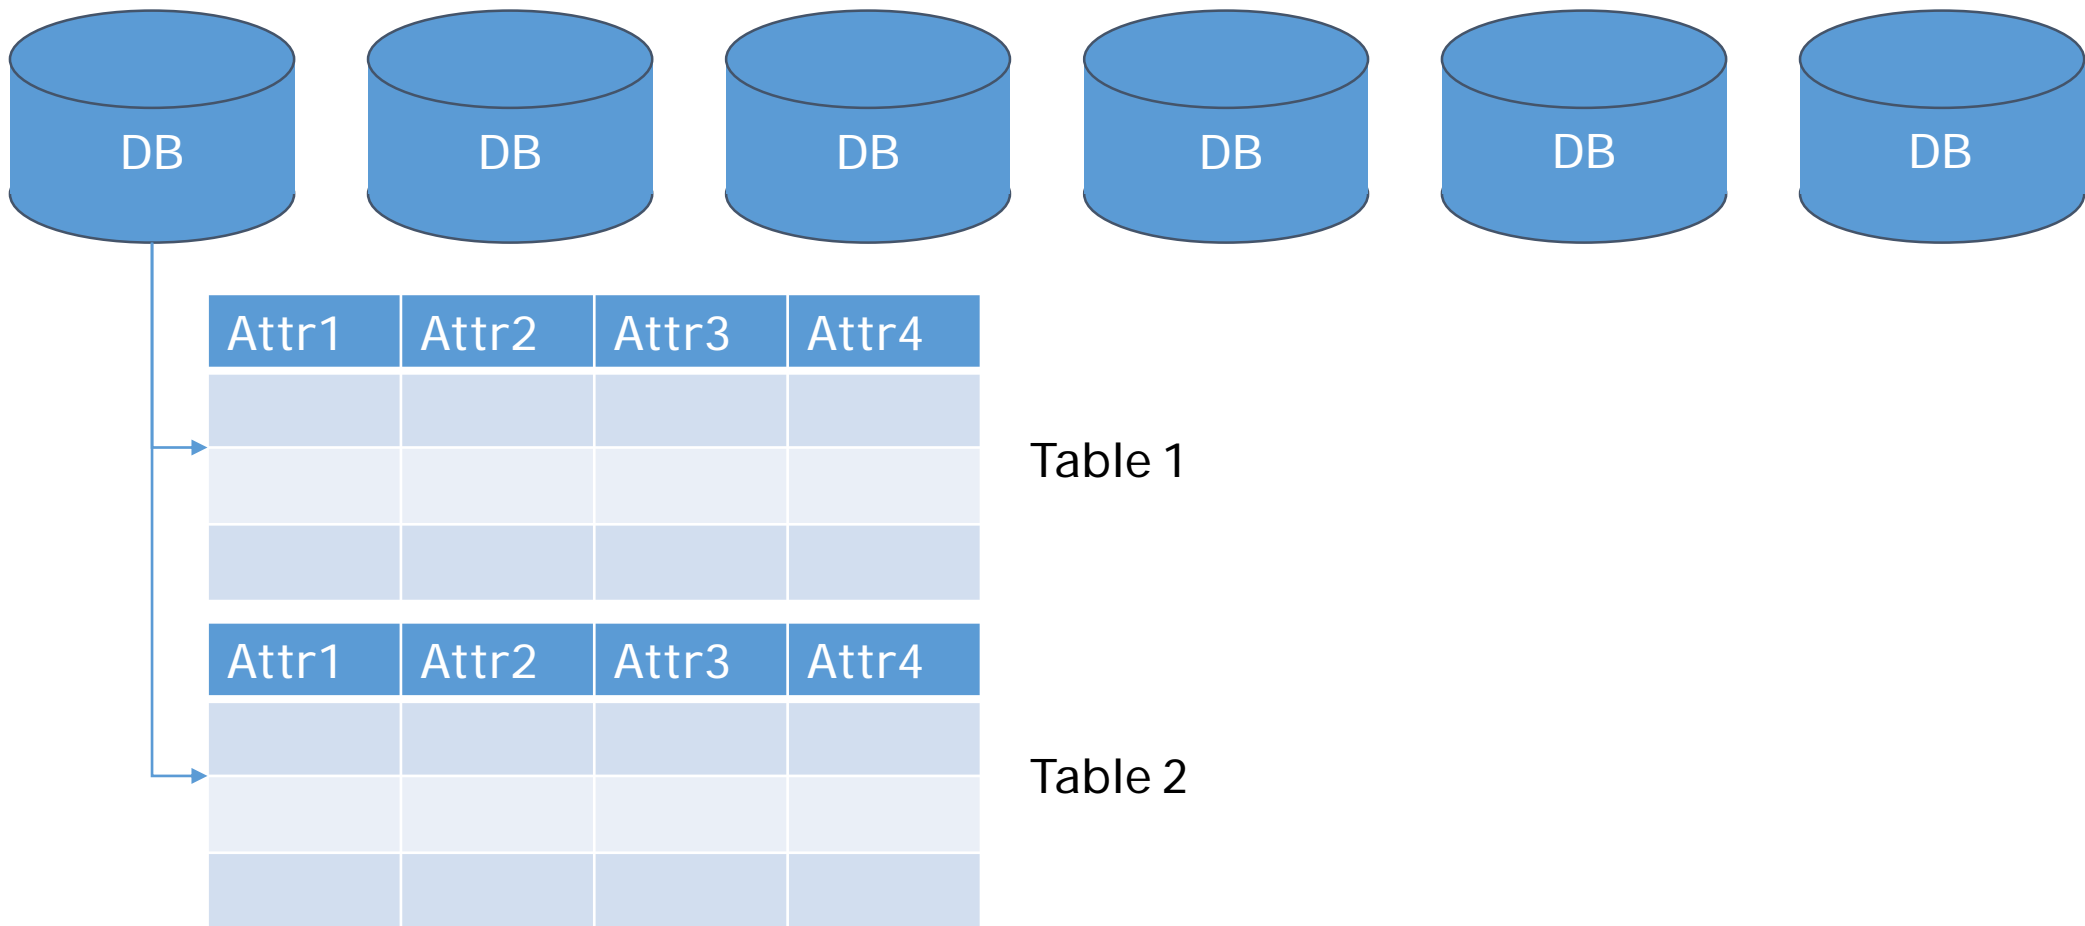 DB DB DB DB DB DB
Attr1 Attr2 Attr3 Attr4
Table 1
Attr1 Attr2 Attr3 Attr4
Table 2